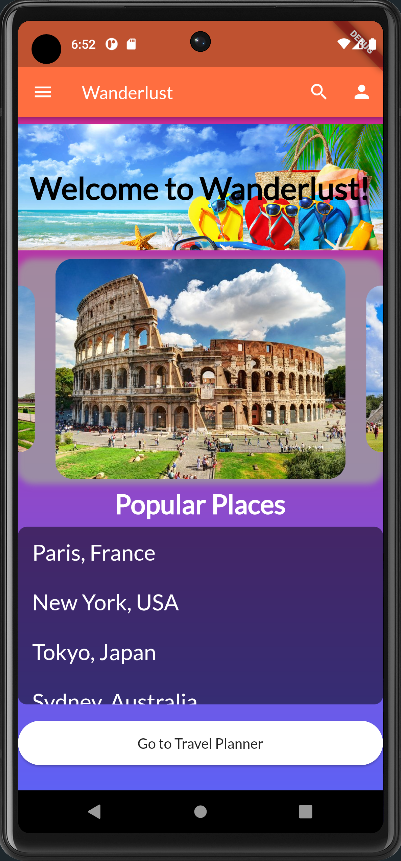 6:52
DEBUG
Wanderlust
Welcome to Wanderlust!
Popular Places
Paris, France
New York, USA
Tokyo, Japan
Sydney, Australia
Go to Travel Planner